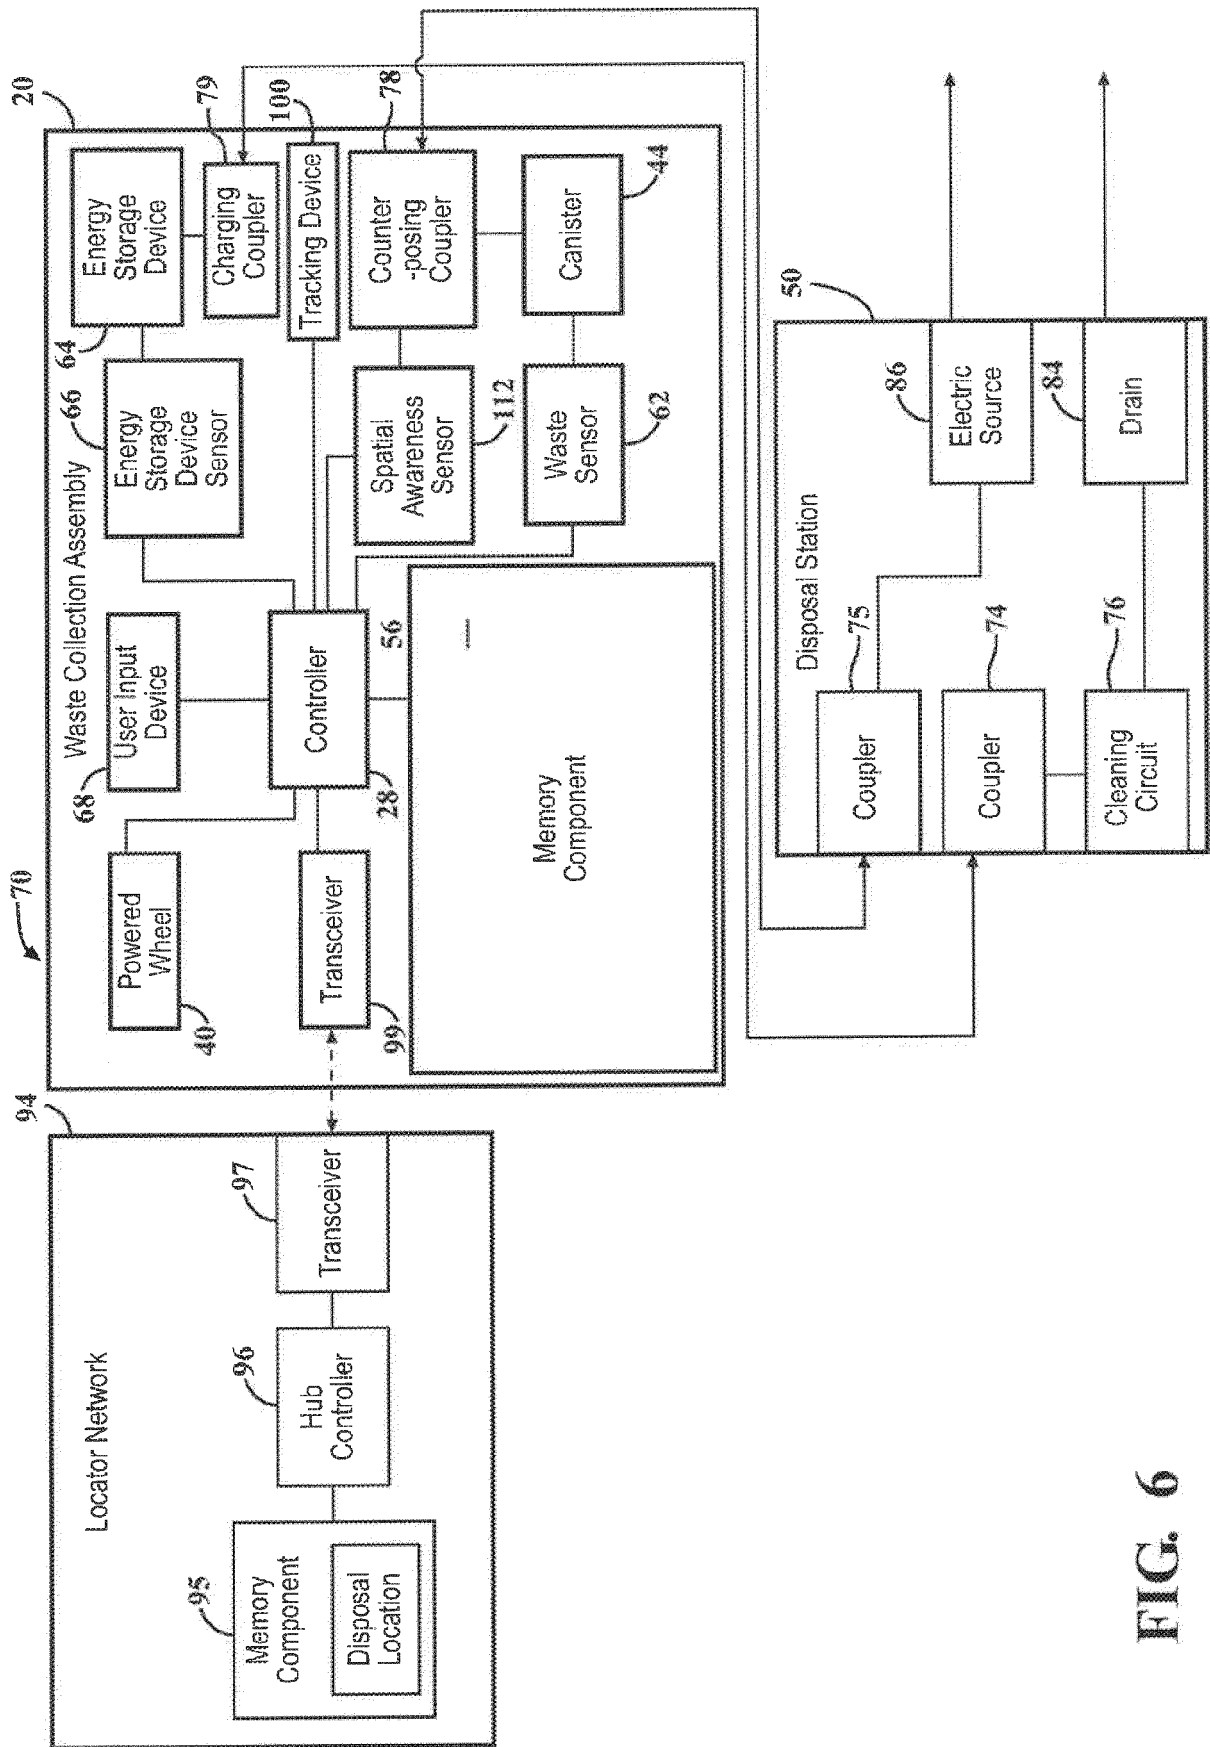 70
94
Locator Network
95
Memory
Component
Disposal
Location
96
Hub
Controller
97
Transceiver
20
Waste Collection Assembly
40
Powered
Wheel
68
User Input
Device
66
Energy
Storage
Device
Sensor
64
Energy
Storage
Device
79
Charging
Coupler
100
Tracking Device
99
Transceiver
28
Controller
78
Counter
-posing
Coupler
112
Spatial
Awareness
Sensor
44
Canister
62
Waste
Sensor
56
Memory
Component
50
Disposal Station
75
Coupler
74
Coupler
76
Cleaning
Circuit
86
Electric
Source
84
Drain
FIG. 6